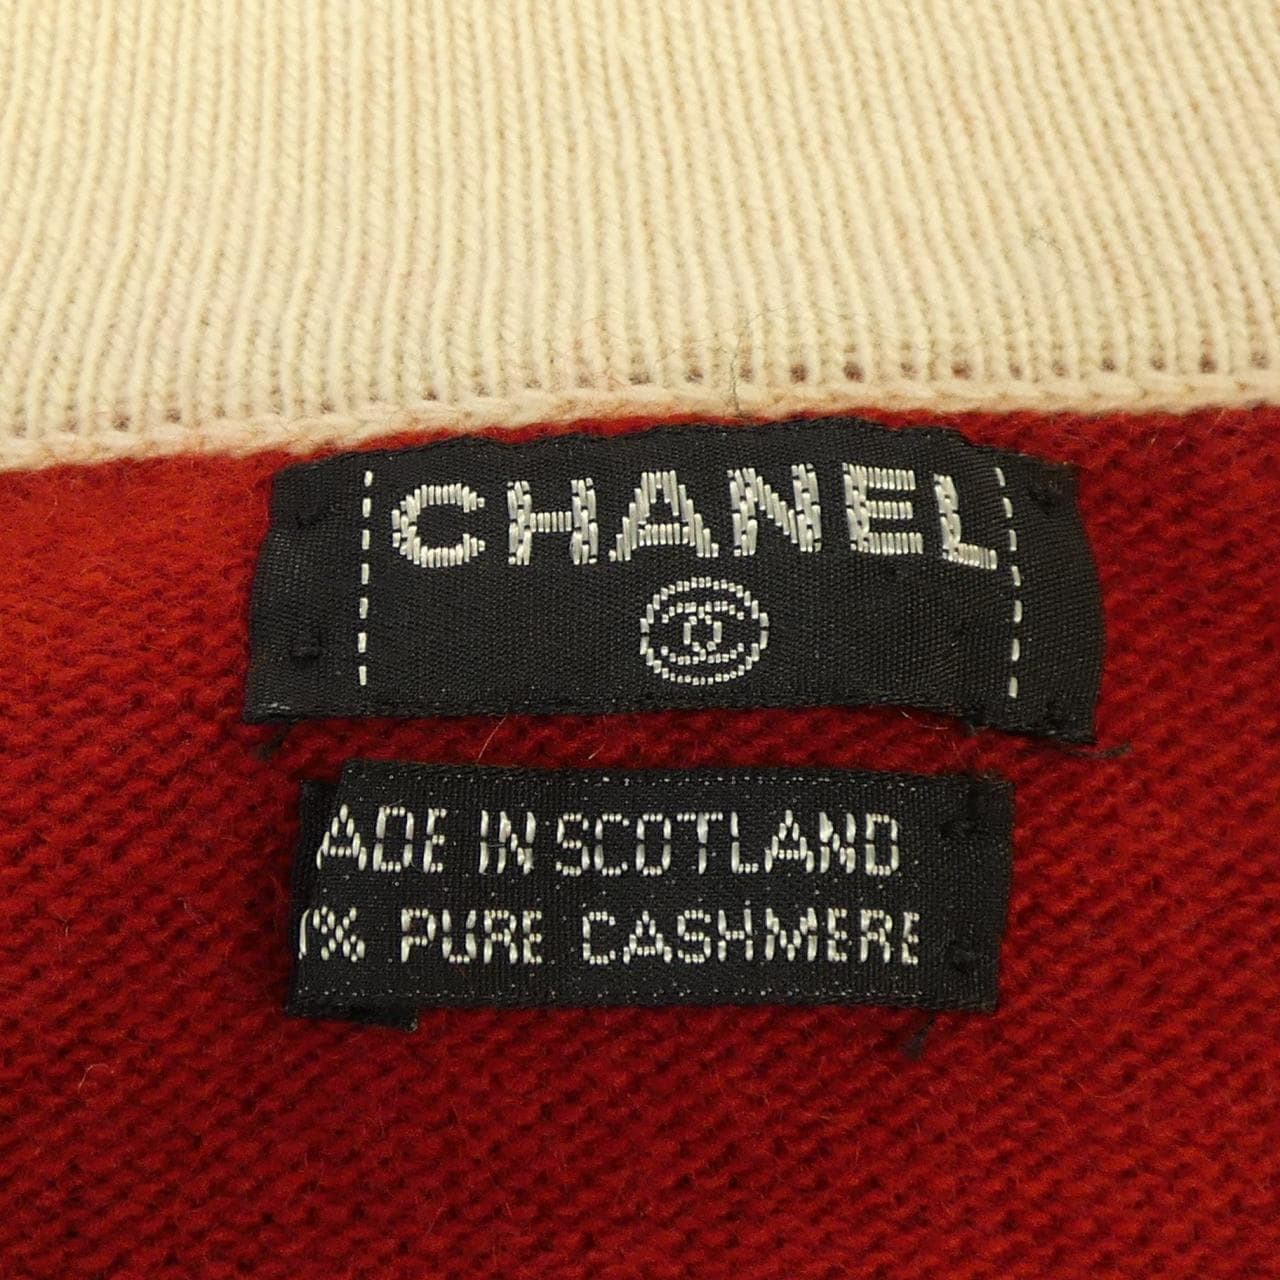 CHANEL
ADE IN SCOTLAND
% PURE CASHMERE